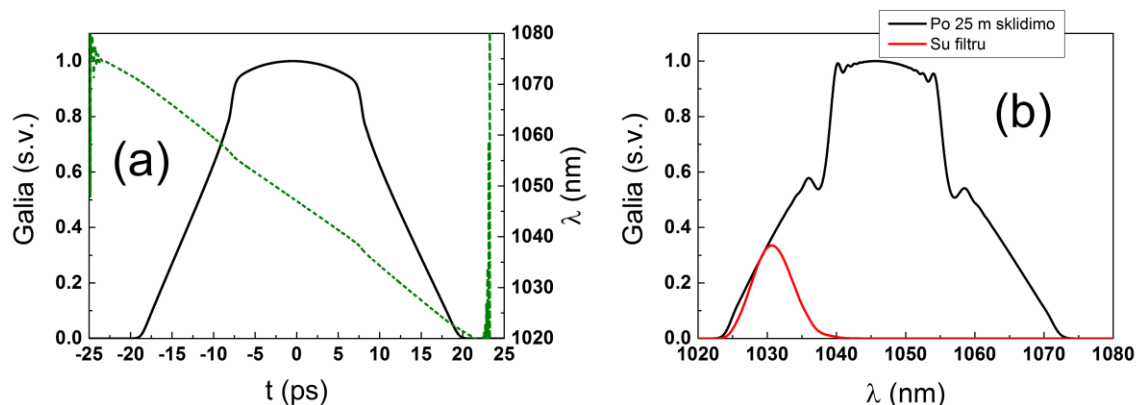 Po 25 m sklidimo
Su filtru
(a)
(b)
Galia (s.v.)
1.0
0.8
0.6
0.4
0.2
0.0
-25 -20 -15 -10 -5 0 5 10 15 20 25
t (ps)
1080
1070
1060
1050
1040
1030
1020
λ (nm)
Galia (s.v.)
1.0
0.8
0.6
0.4
0.2
0.0
1020 1030 1040 1050 1060 1070 1080
λ (nm)